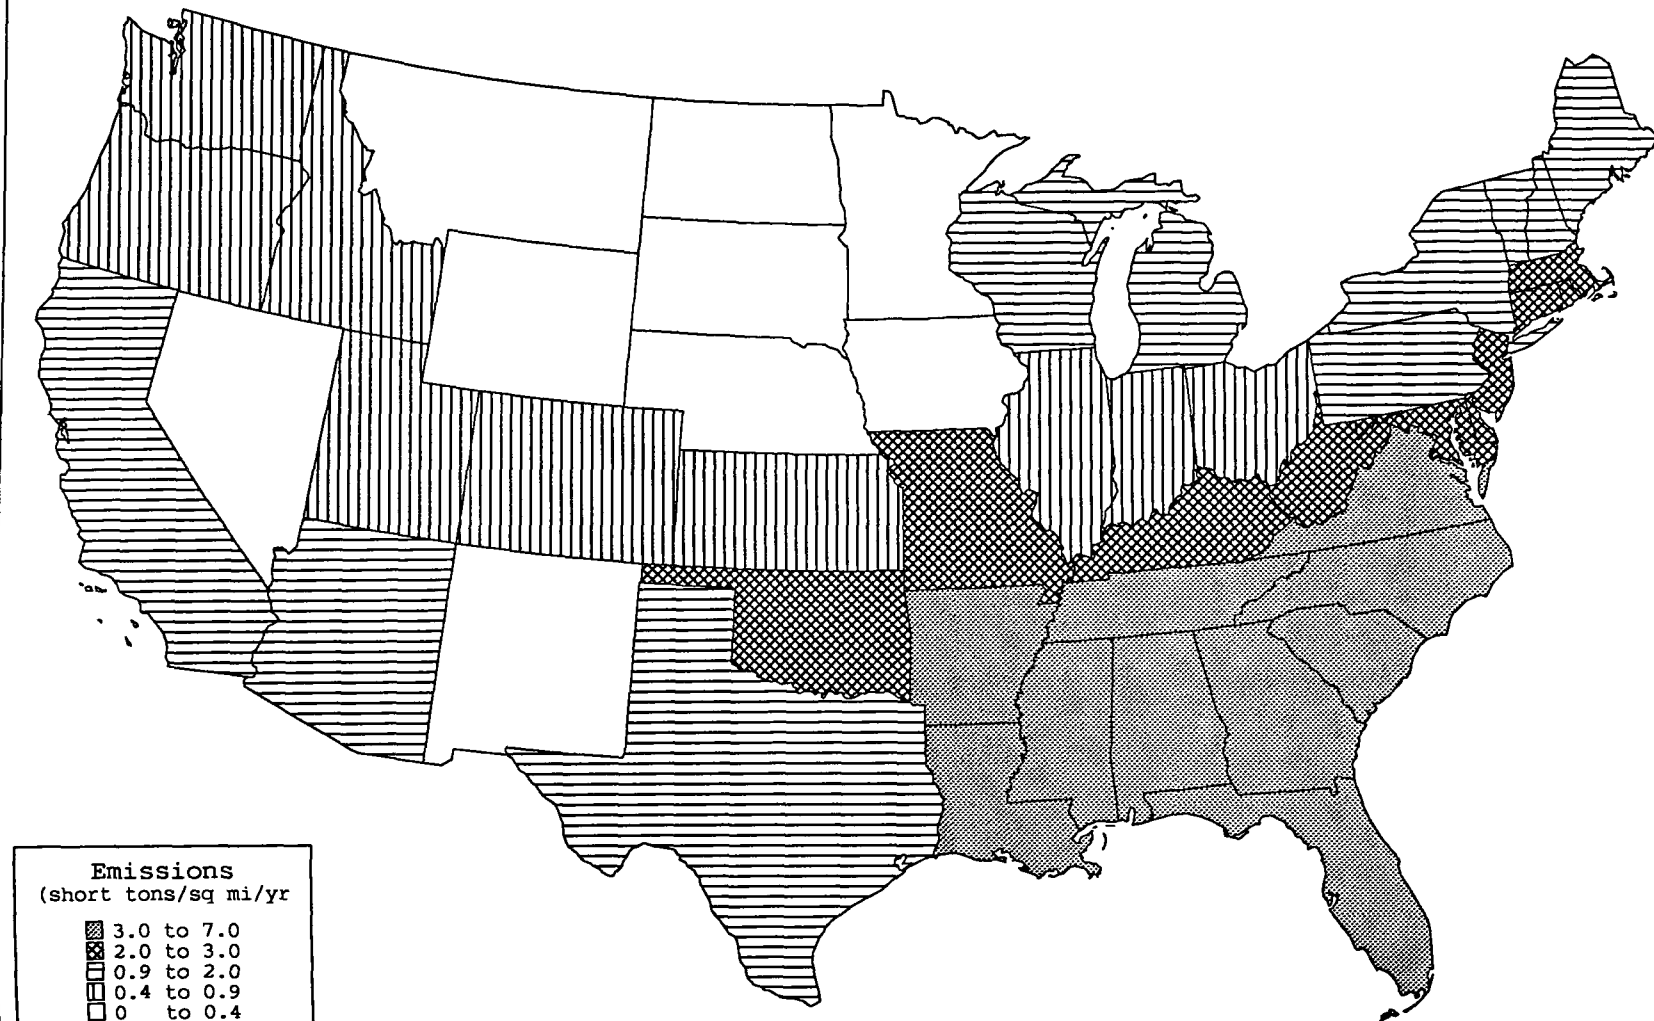 Emissions
(short tons/sq mi/yr
3.0 to 7.0
2.0 to 3.0
0.9 to 2.0
0.4 to 0.9
0 to 0.4